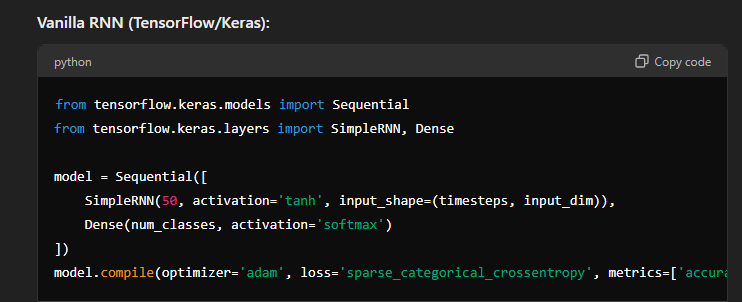 Vanilla RNN (TensorFlow/Keras):
python
Copy code
from tensorflow.keras.models import Sequential
from tensorflow.keras.layers import SimpleRNN, Dense
model = Sequential([
    SimpleRNN(50, activation='tanh', input_shape=(timesteps, input_dim)),
    Dense(num_classes, activation='softmax')
])
model.compile(optimizer='adam', loss='sparse_categorical_crossentropy', metrics=['accura